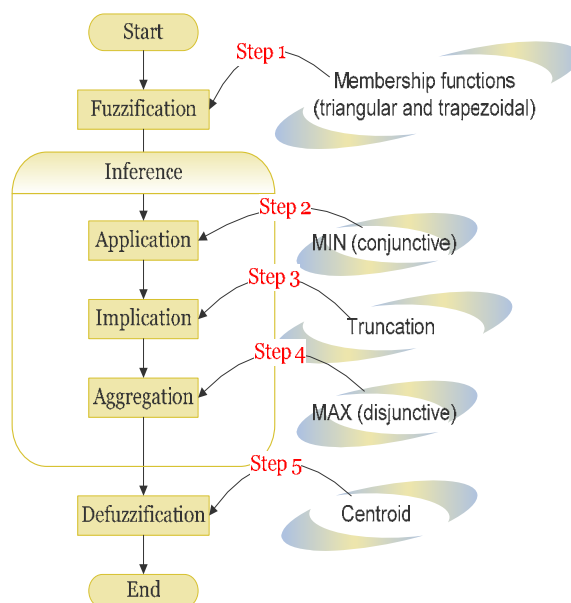 Start
Step 1
Membership functions
(triangular and trapezoidal)
Fuzzification
Inference
Step 2
Application
MIN (conjunctive)
Step 3
Implication
Truncation
Step 4
Aggregation
MAX (disjunctive)
Step 5
Defuzzification
Centroid
End